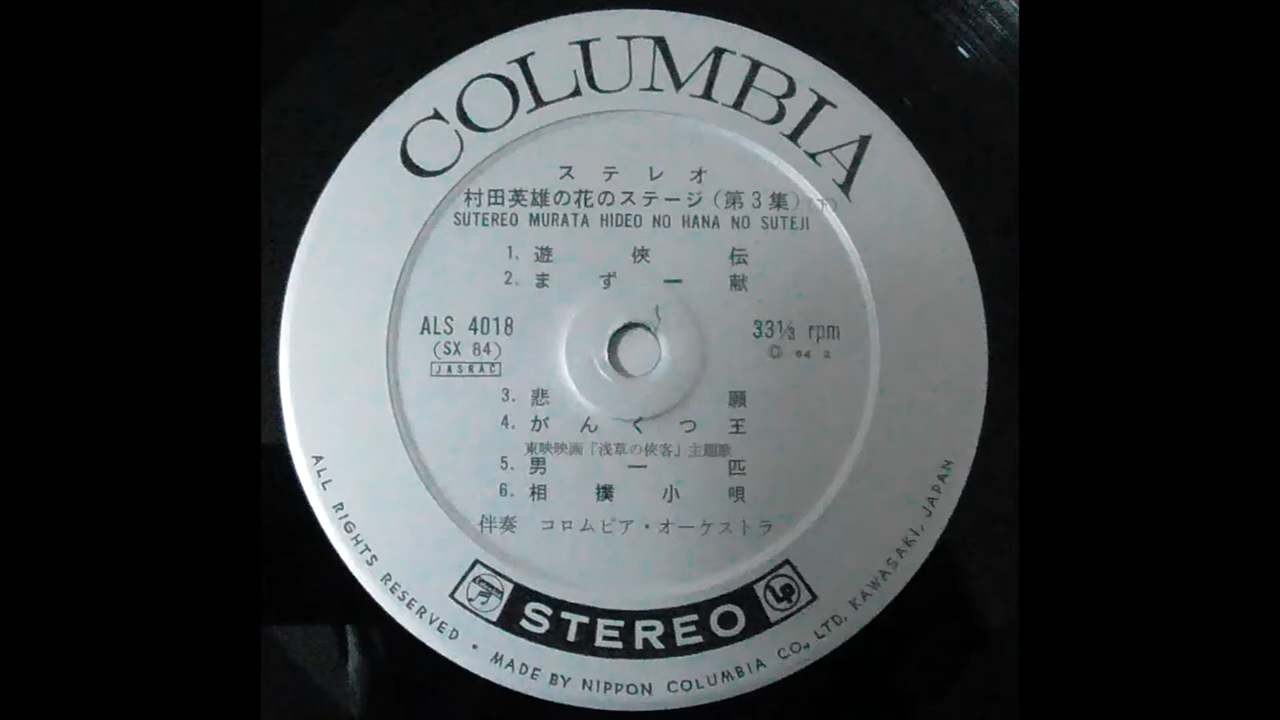 COLUMBIA
ステレオ
村田英雄の花のステージ(第3集)(下)
SUTEREO MURATA HIDEO NO HANA NO SUTEJI
1. 遊侠伝
2. まず一献
ALS 4018
33⅓ rpm
(SX 84)
Ⓒ 64 2
JASRAC
3. 悲願
4. がんくつ王
東映映画「浅草の侠客」主題歌
5. 男一匹
6. 相撲小唄
伴奏 コロムビア・オーケストラ
LP
STEREO
ALL RIGHTS RESERVED • MADE BY NIPPON COLUMBIA CO., LTD. KAWASAKI, JAPAN